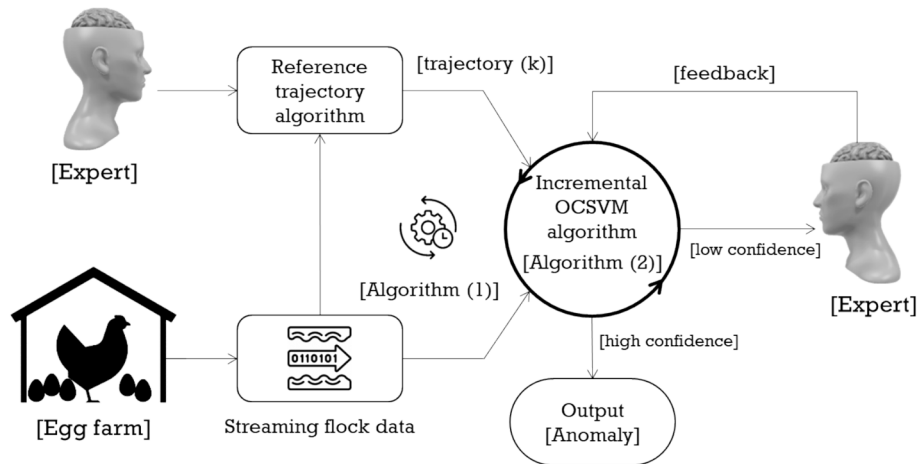 Reference
trajectory
algorithm
[trajectory (k)]
[feedback]
[Expert]
Incremental
OCSVM
algorithm
[Algorithm (2)]
[low confidence]
[Expert]
[Algorithm (1)]
0110101
[high confidence]
[Egg farm]
Streaming flock data
Output
[Anomaly]